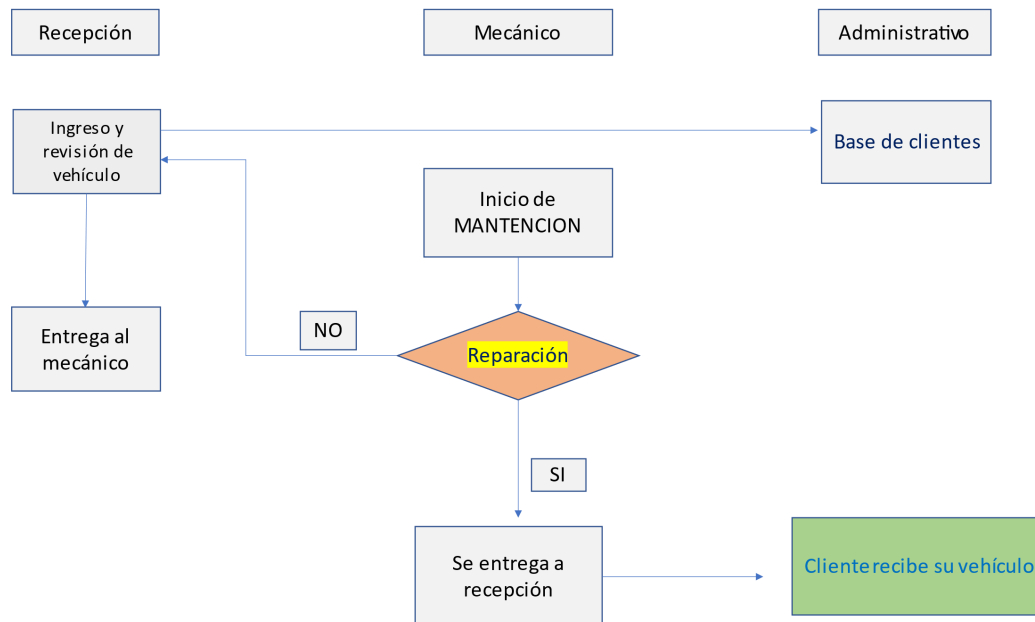 Recepción
Mecánico
Administrativo
Ingreso y
revisión de
vehículo
Base de clientes
Inicio de
MANTENCION
Entrega al
mecánico
NO
Reparación
SI
Se entrega a
recepción
Cliente recibe su vehículo